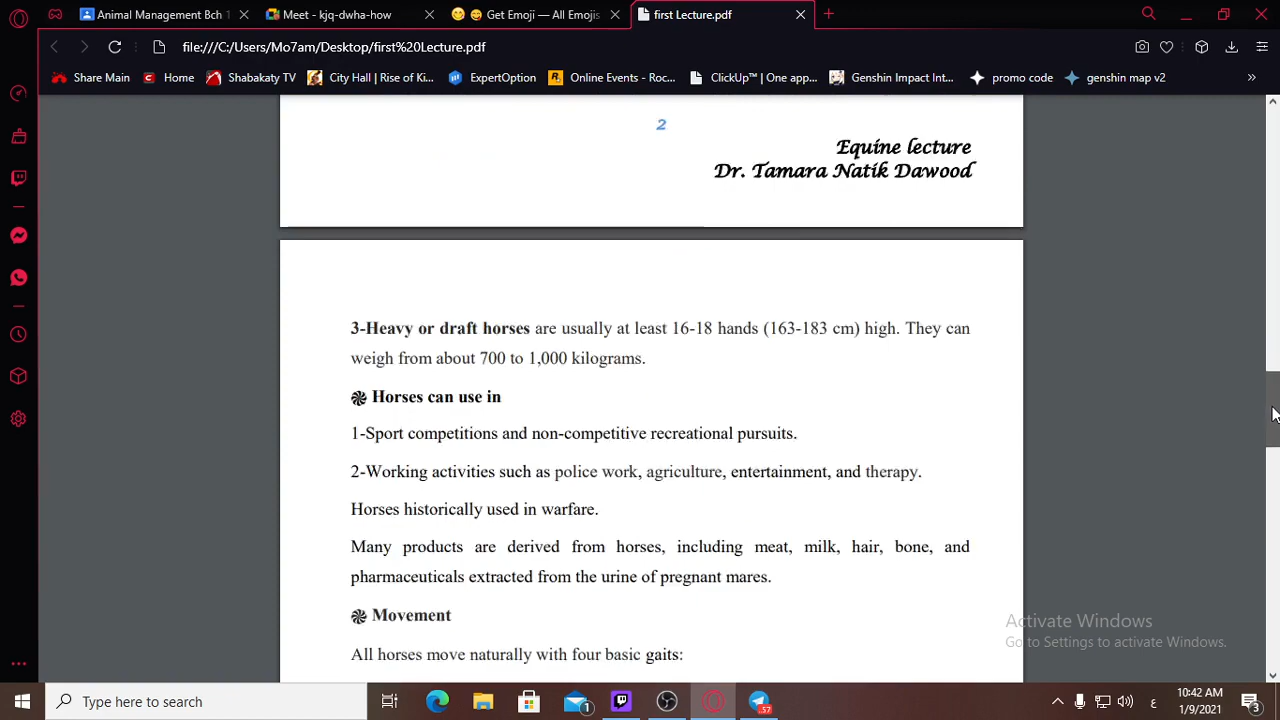 Animal Management Bch 1
Meet - kjq-dwha-how
Get Emoji — All Emojis
first Lecture.pdf
file:///C:/Users/Mo7am/Desktop/first%20Lecture.pdf
Share Main
Home
Shabakaty TV
City Hall | Rise of Ki...
ExpertOption
Online Events - Roc...
ClickUp™ | One app...
Genshin Impact Int...
promo code
genshin map v2
2
Equine lecture
Dr. Tamara Natik Dawood
3-Heavy or draft horses are usually at least 16-18 hands (163-183 cm) high. They can
weigh from about 700 to 1,000 kilograms.
Horses can use in
1-Sport competitions and non-competitive recreational pursuits.
2-Working activities such as police work, agriculture, entertainment, and therapy.
Horses historically used in warfare.
Many products are derived from horses, including meat, milk, hair, bone, and
pharmaceuticals extracted from the urine of pregnant mares.
Movement
All horses move naturally with four basic gaits:
Activate Windows
Go to Settings to activate Windows.
Type here to search
1
57
ع
10:42 AM
1/9/2021
3